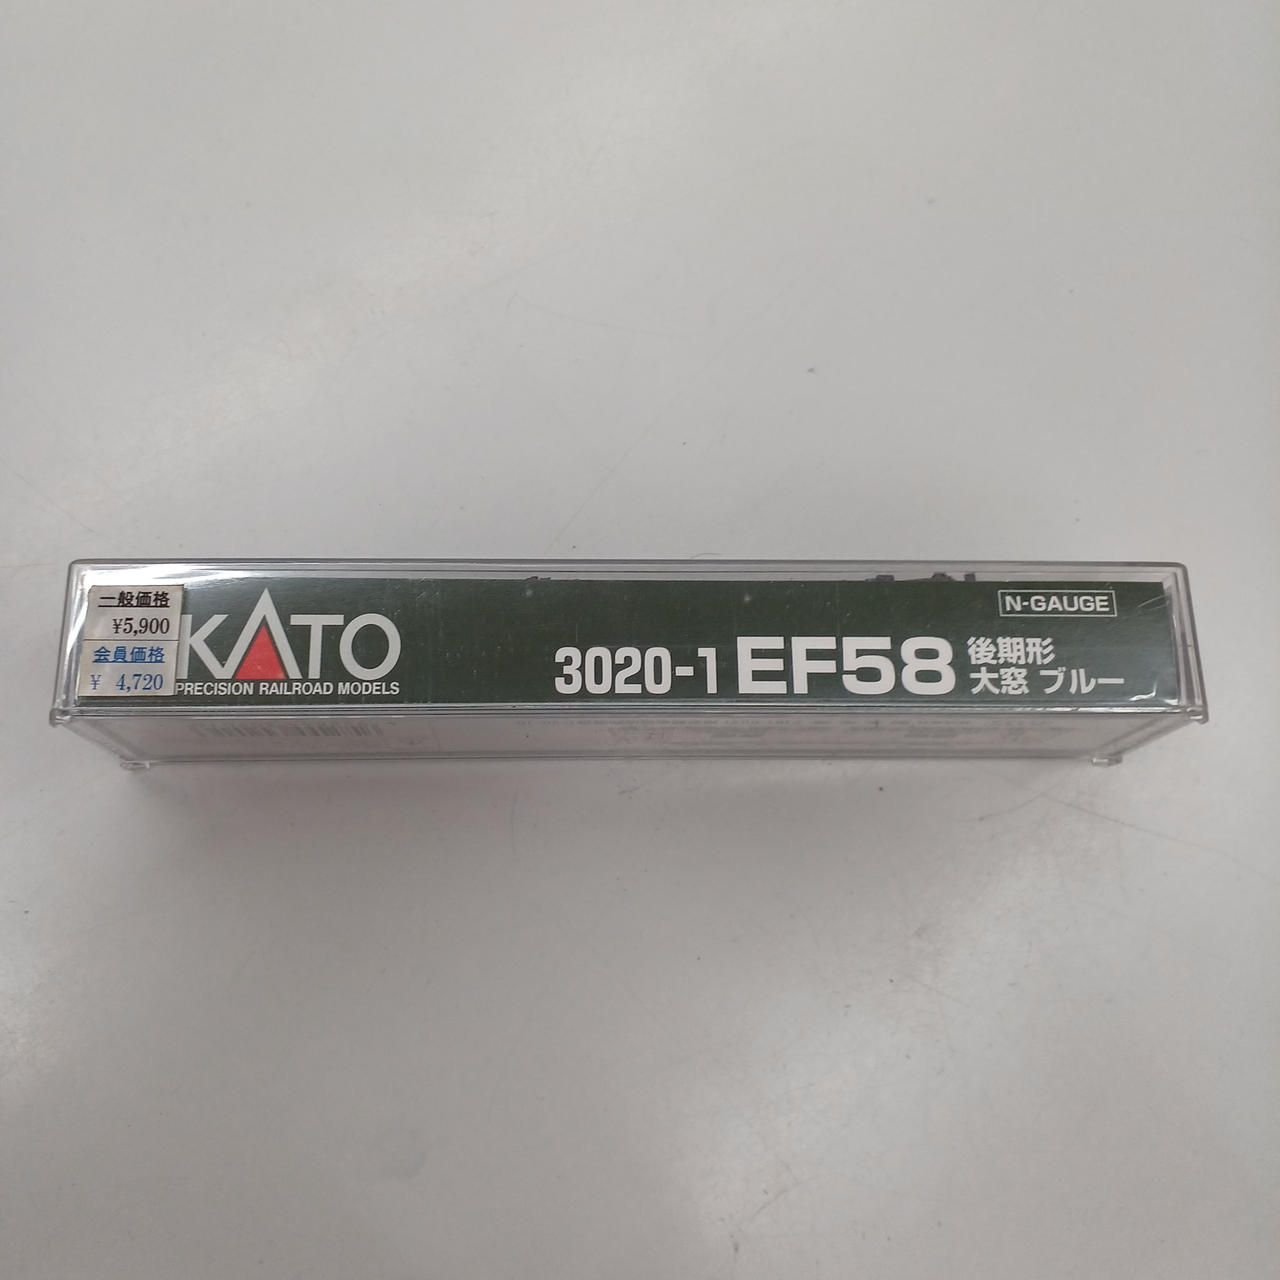 一般価格
¥5,900
会員価格
¥ 4,720
KATO
PRECISION RAILROAD MODELS
N-GAUGE
3020-1 EF58 後期形
大窓 ブルー